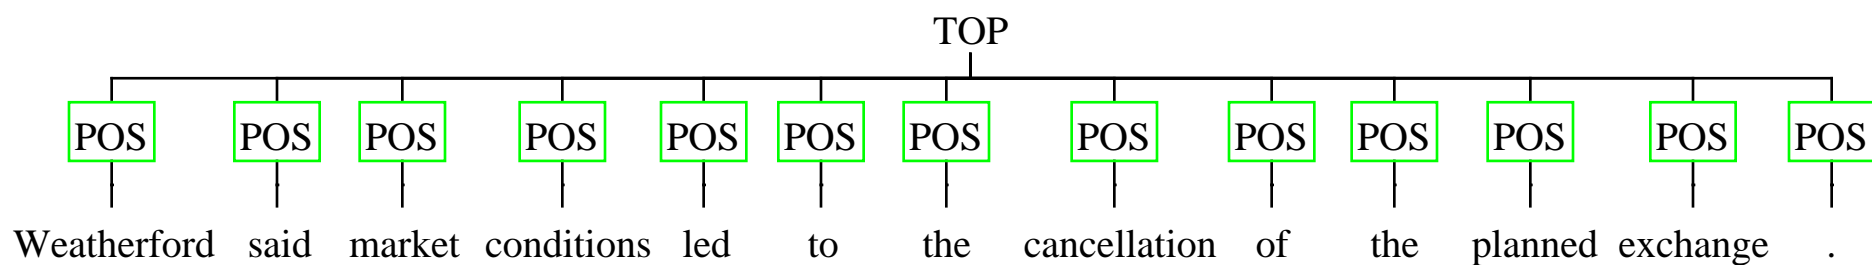 TOP
POS POS POS POS POS POS POS POS POS POS POS POS POS
Weatherford said market conditions led to the cancellation of the planned exchange .